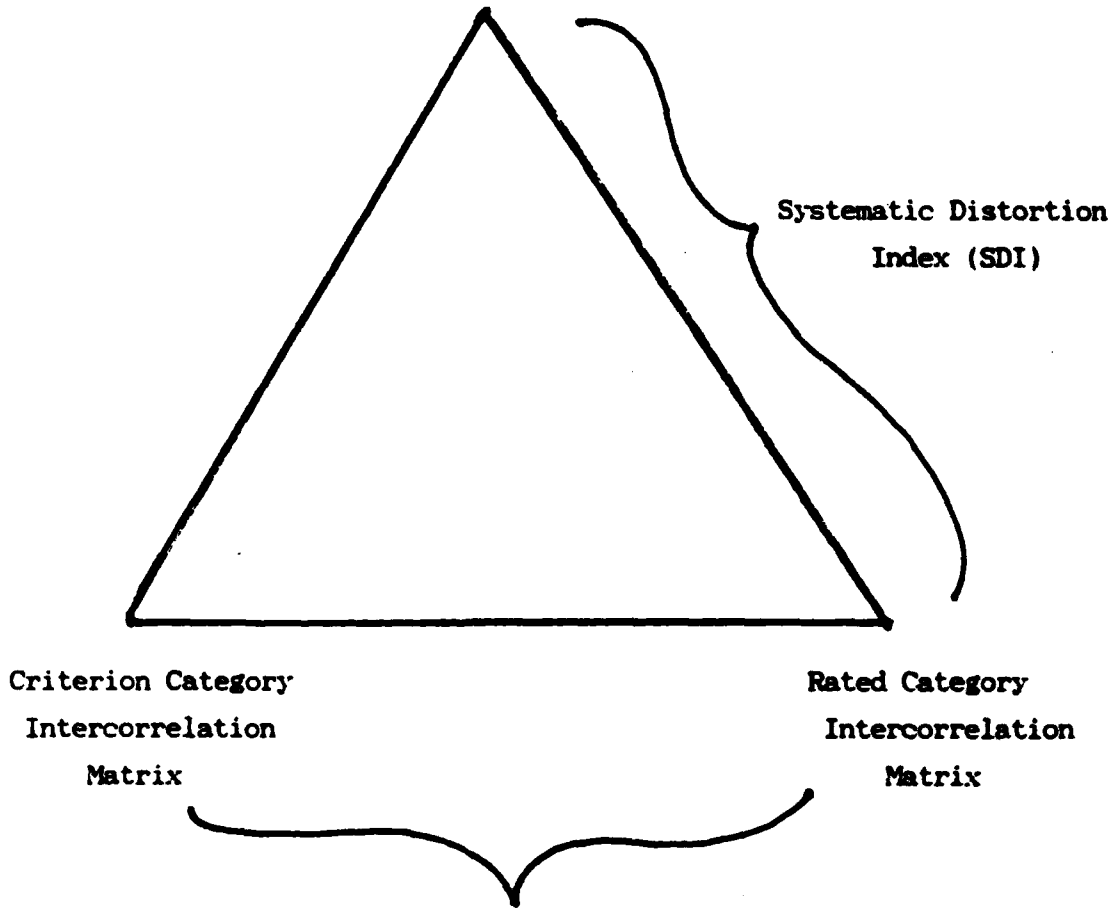 Systematic Distortion
Index (SDI)
Criterion Category
Intercorrelation
Matrix
Rated Category
Intercorrelation
Matrix